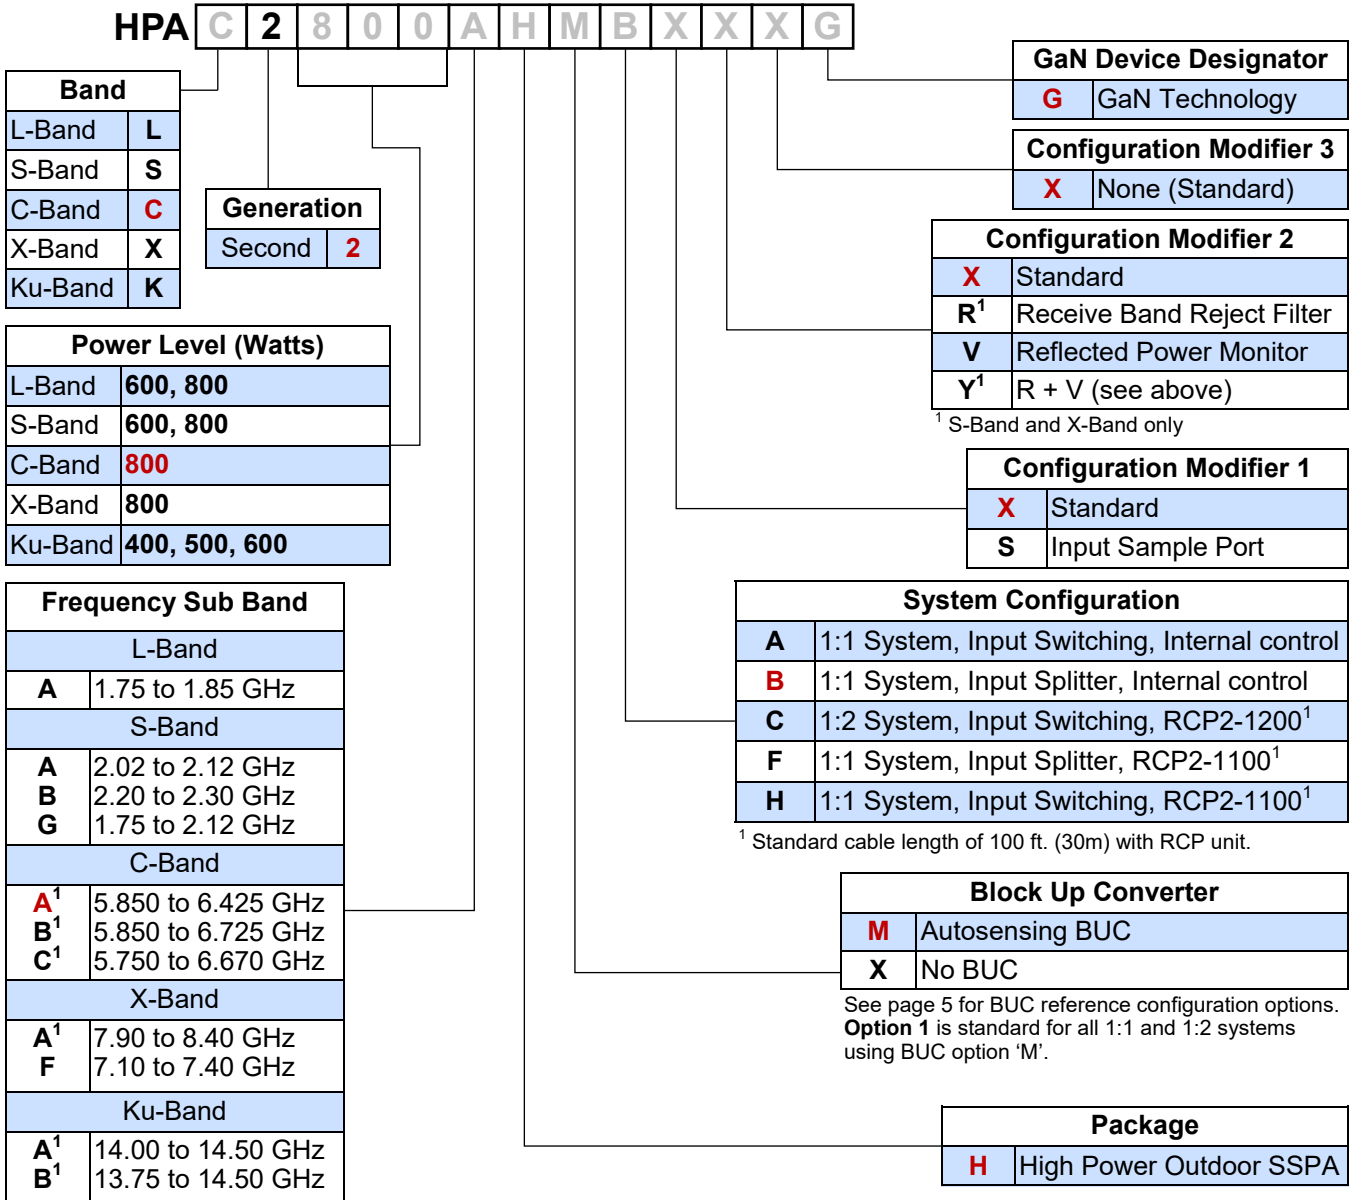 HPA C 2 8 0 0 A H M B X X X G
Band
L-Band L
S-Band S
C-Band C
X-Band X
Ku-Band K
Generation
Second 2
Power Level (Watts)
L-Band 600, 800
S-Band 600, 800
C-Band 800
X-Band 800
Ku-Band 400, 500, 600
Frequency Sub Band
L-Band
A 1.75 to 1.85 GHz
S-Band
A 2.02 to 2.12 GHz
B 2.20 to 2.30 GHz
G 1.75 to 2.12 GHz
C-Band
A¹ 5.850 to 6.425 GHz
B¹ 5.850 to 6.725 GHz
C¹ 5.750 to 6.670 GHz
X-Band
A¹ 7.90 to 8.40 GHz
F 7.10 to 7.40 GHz
Ku-Band
A¹ 14.00 to 14.50 GHz
B¹ 13.75 to 14.50 GHz
GaN Device Designator
G GaN Technology
Configuration Modifier 3
X None (Standard)
Configuration Modifier 2
X Standard
R¹ Receive Band Reject Filter
V Reflected Power Monitor
Y¹ R + V (see above)
¹ S-Band and X-Band only
Configuration Modifier 1
X Standard
S Input Sample Port
System Configuration
A 1:1 System, Input Switching, Internal control
B 1:1 System, Input Splitter, Internal control
C 1:2 System, Input Switching, RCP2-1200¹
F 1:1 System, Input Splitter, RCP2-1100¹
H 1:1 System, Input Switching, RCP2-1100¹
¹ Standard cable length of 100 ft. (30m) with RCP unit.
Block Up Converter
M Autosensing BUC
X No BUC
See page 5 for BUC reference configuration options.
Option 1 is standard for all 1:1 and 1:2 systems
using BUC option ‘M’.
Package
H High Power Outdoor SSPA